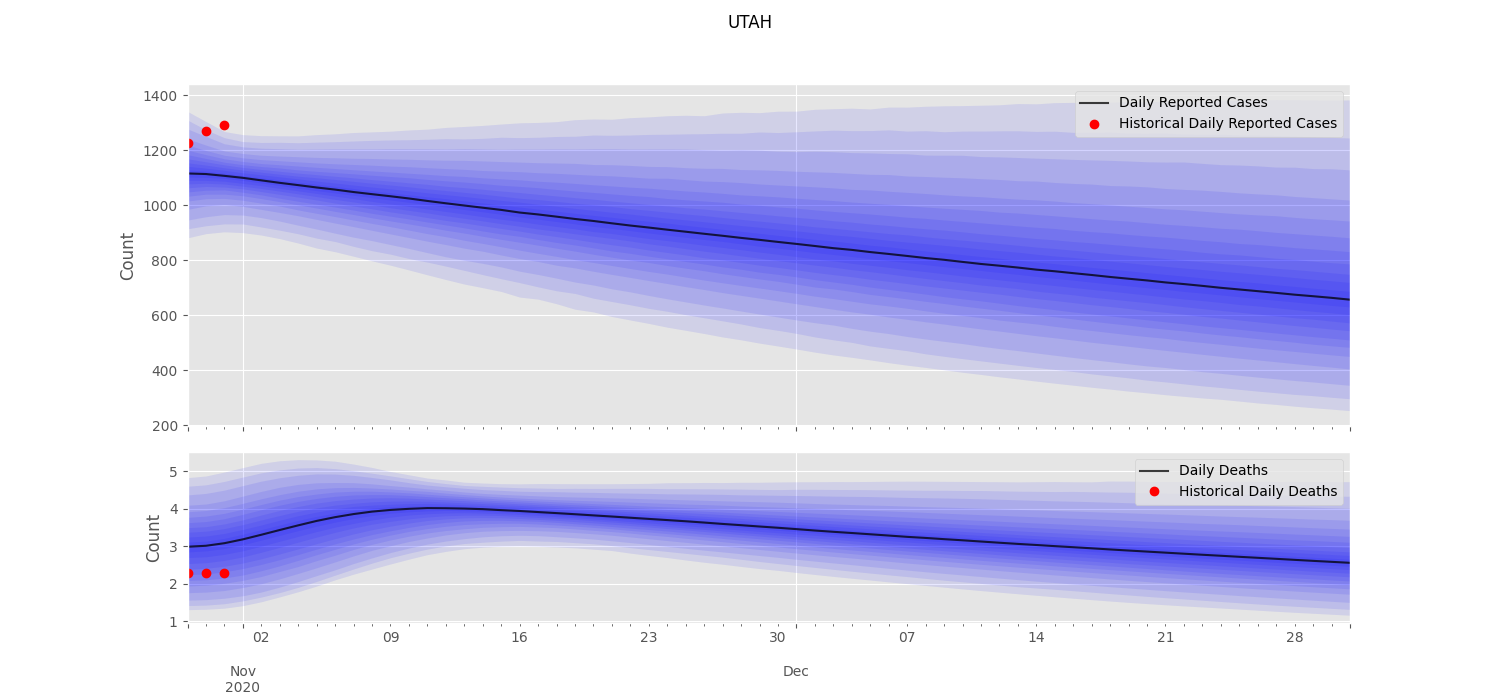 UTAH
1400
1200
1000
800
600
400
200
Count
Daily Reported Cases
Historical Daily Reported Cases
5
4
3
2
1
Count
Daily Deaths
Historical Daily Deaths
02 09 16 23 30 07 14 21 28
Nov Dec
2020